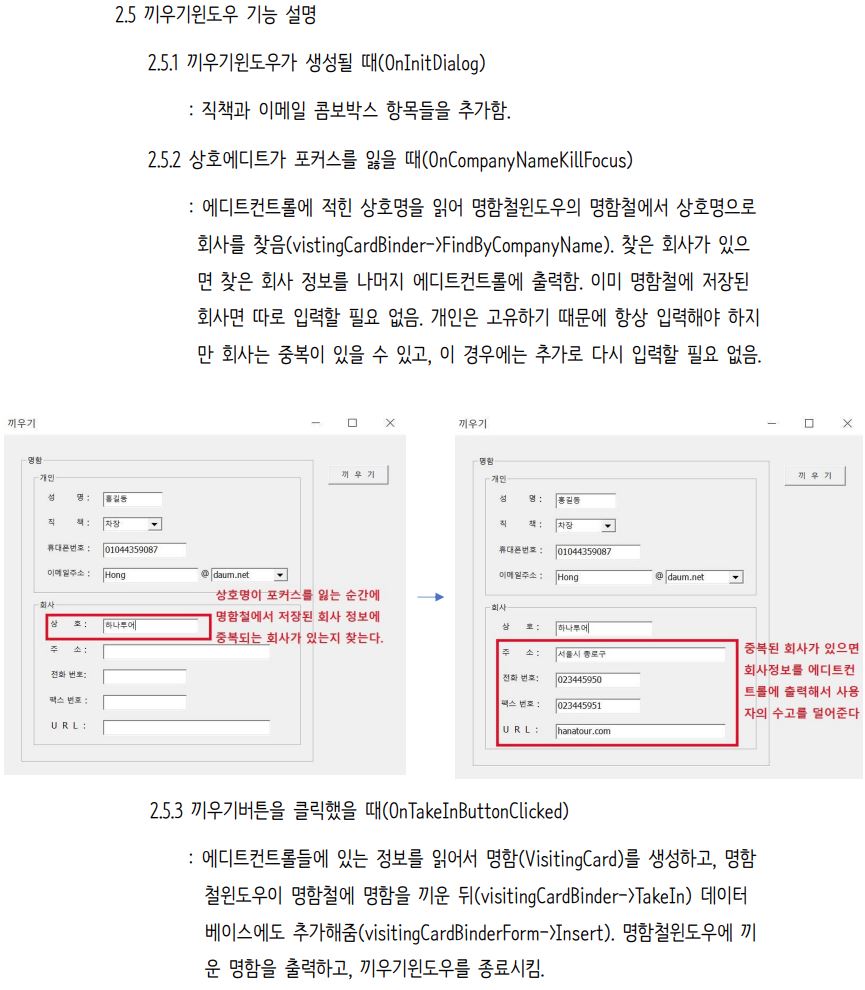 2.5 끼우기윈도우 기능 설명
2.5.1 끼우기윈도우가 생성될 때(OnInitDialog)
: 직책과 이메일 콤보박스 항목들을 추가함.
2.5.2 상호에디트가 포커스를 잃을 때(OnCompanyNameKillFocus)
: 에디트컨트롤에 적힌 상호명을 읽어 명함철윈도우의 명함철에서 상호명으로
회사를 찾음(vistingCardBinder->FindByCompanyName). 찾은 회사가 있으
면 찾은 회사 정보를 나머지 에디트컨트롤에 출력함. 이미 명함철에 저장된
회사면 따로 입력할 필요 없음. 개인은 고유하기 때문에 항상 입력해야 하지
만 회사는 중복이 있을 수 있고, 이 경우에는 추가로 다시 입력할 필요 없음.
끼우기
명함
끼 우 기
개인
성 명 : 홍길동
직 책 : 차장
휴대폰번호 : 01044359087
이메일주소 : Hong @ daum.net
회사
상 호 : 하나투어
주 소 :
전화 번호:
팩스 번호 :
U R L :
상호명이 포커스를 잃는 순간에
명함철에서 저장된 회사 정보에
중복되는 회사가 있는지 찾는다.
끼우기
명함
끼 우 기
개인
성 명 : 홍길동
직 책 : 차장
휴대폰번호 : 01044359087
이메일주소 : Hong @ daum.net
회사
상 호 : 하나투어
주 소 : 서울시 종로구
전화 번호: 023445950
팩스 번호 : 023445951
U R L : hanatour.com
중복된 회사가 있으면
회사정보를 에디트컨
트롤에 출력해서 사용
자의 수고를 덜어준다
2.5.3 끼우기버튼을 클릭했을 때(OnTakeInButtonClicked)
: 에디트컨트롤들에 있는 정보를 읽어서 명함(VisitingCard)를 생성하고, 명함
철윈도우이 명함철에 명함을 끼운 뒤(visitingCardBinder->TakeIn) 데이터
베이스에도 추가해줌(visitingCardBinderForm->Insert). 명함철윈도우에 끼
운 명함을 출력하고, 끼우기윈도우를 종료시킴.